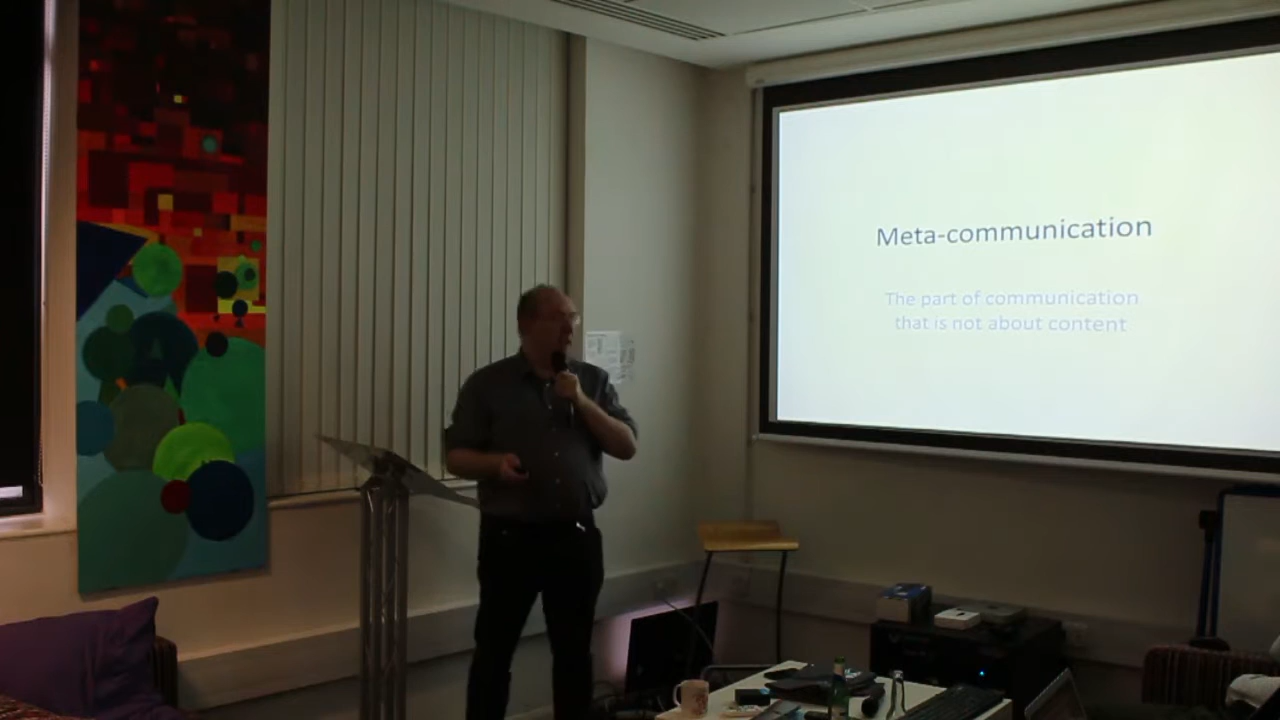 Meta-communication
The part of communication
that is not about content